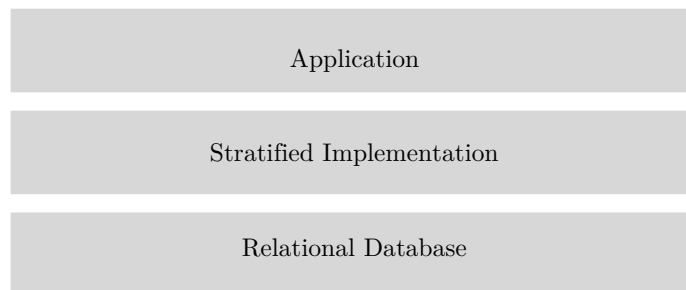 Application
Stratified Implementation
Relational Database